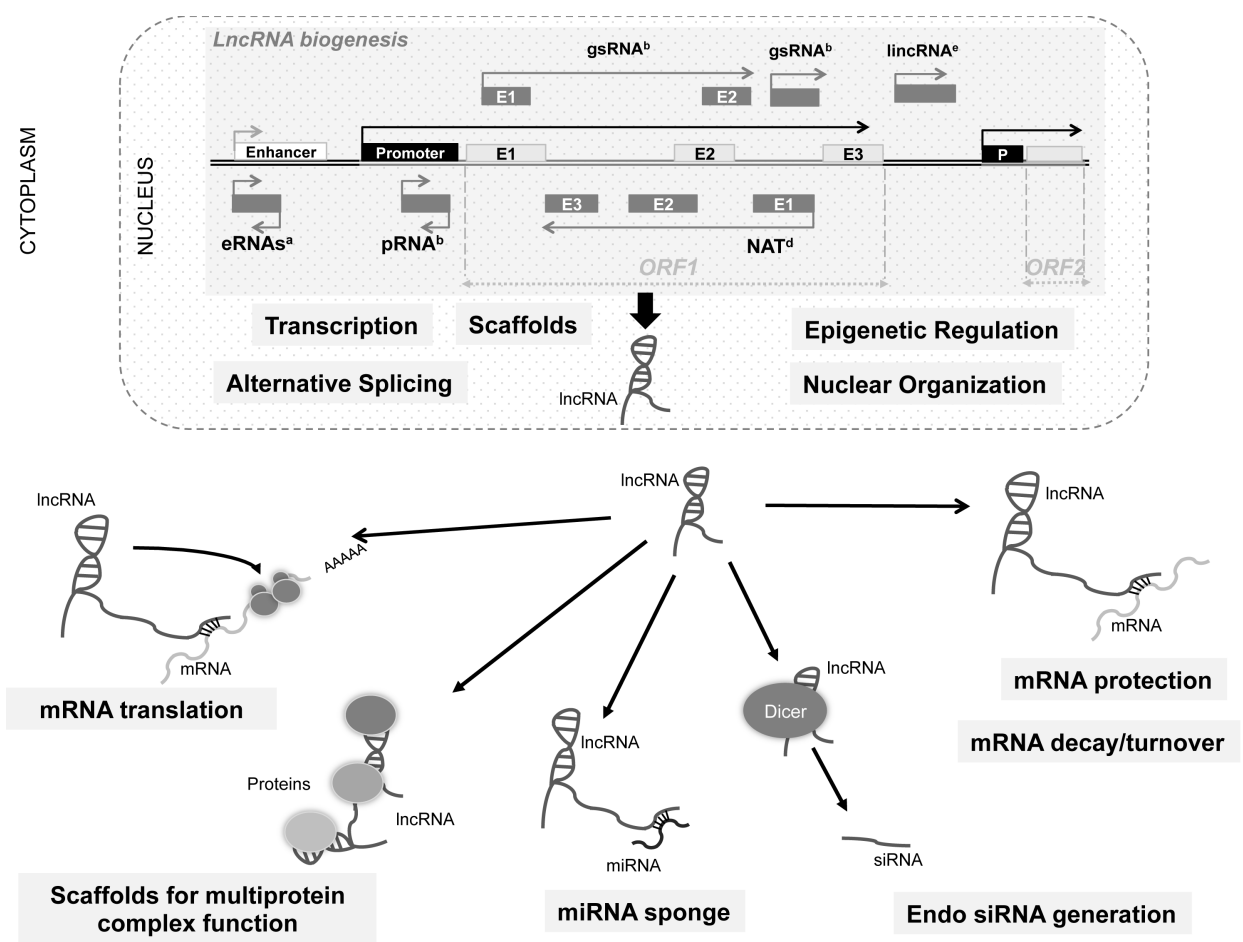 LncRNA biogenesis
gsRNAᵇ
gsRNAᵇ
lincRNAᵉ
E1
E2
Enhancer
Promoter
E1
E2
E3
P
E3
E2
E1
eRNAsᵃ
pRNAᵇ
NATᵈ
ORF1
ORF2
CYTOPLASM
NUCLEUS
Transcription
Scaffolds
Epigenetic Regulation
Alternative Splicing
Nuclear Organization
lncRNA
lncRNA
lncRNA
lncRNA
AAAAA
mRNA
mRNA translation
mRNA
mRNA protection
mRNA decay/turnover
Proteins
lncRNA
Scaffolds for multiprotein
complex function
lncRNA
miRNA
miRNA sponge
lncRNA
Dicer
siRNA
Endo siRNA generation